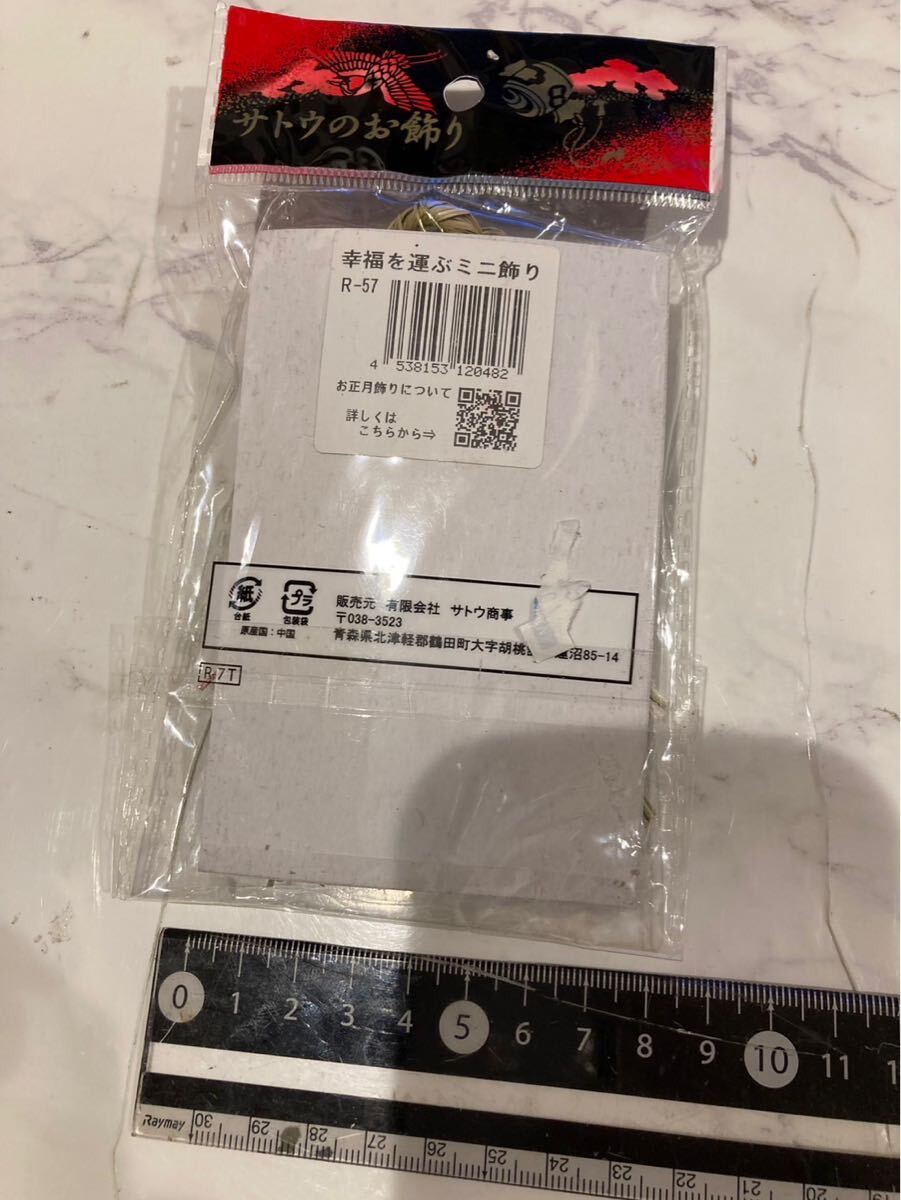 サトウのお飾り
幸福を運ぶミニ飾り
R-57
4 538153 120482
お正月飾りについて
詳しくは
こちらから⇒
紙
台紙
プラ
包装袋
原産国:中国
販売元 有限会社 サトウ商事
〒038-3523
青森県北津軽郡鶴田町大字胡桃 蓮沼85-14
7T
0 1 2 3 4 5 6 7 8 9 10 11
Raymay 30 29 28 27 26 25 24 23 22 21 20